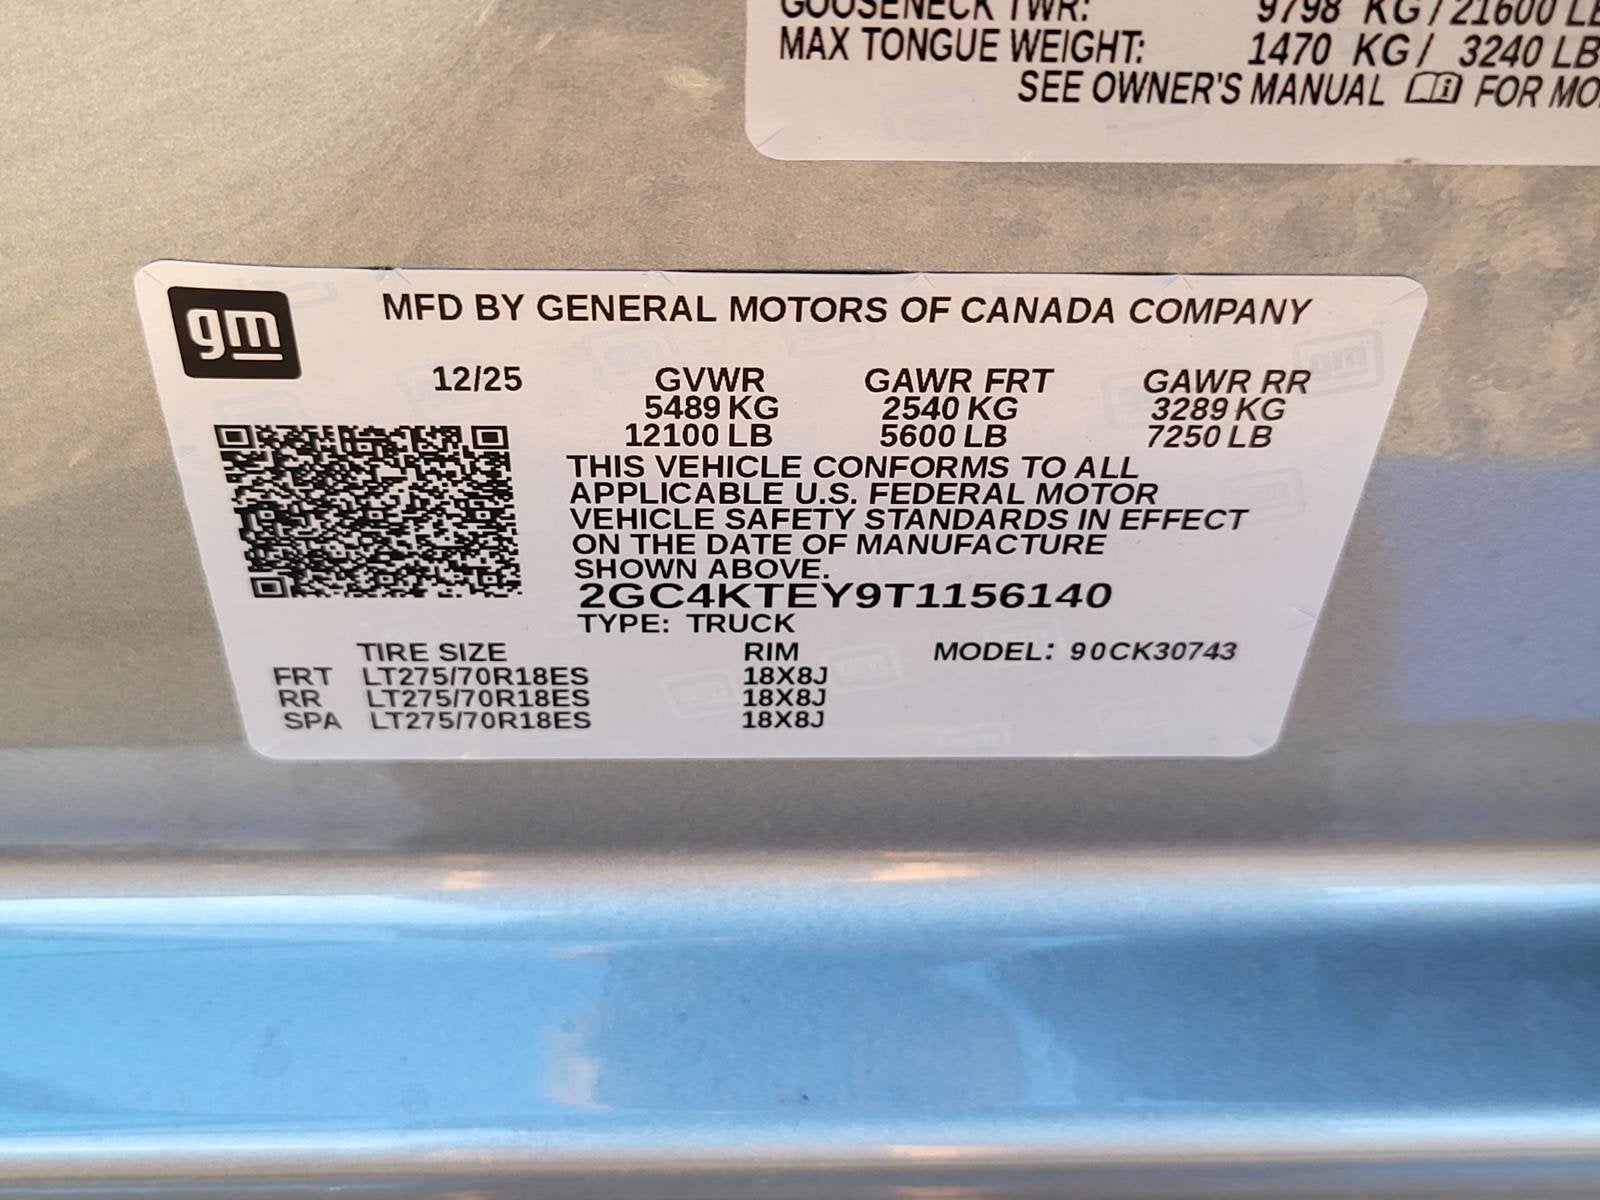 GOOSENECK TWR: 9798 KG / 21600 LB
MAX TONGUE WEIGHT: 1470 KG / 3240 LB
SEE OWNER'S MANUAL FOR
gm
MFD BY GENERAL MOTORS OF CANADA COMPANY
12/25 GVWR GAWR FRT GAWR RR
5489 KG 2540 KG 3289 KG
12100 LB 5600 LB 7250 LB
THIS VEHICLE CONFORMS TO ALL
APPLICABLE U.S. FEDERAL MOTOR
VEHICLE SAFETY STANDARDS IN EFFECT
ON THE DATE OF MANUFACTURE
SHOWN ABOVE.
2GC4KTEY9T1156140
TYPE: TRUCK
TIRE SIZE RIM MODEL: 90CK30743
FRT LT275/70R18ES 18X8J
RR LT275/70R18ES 18X8J
SPA LT275/70R18ES 18X8J